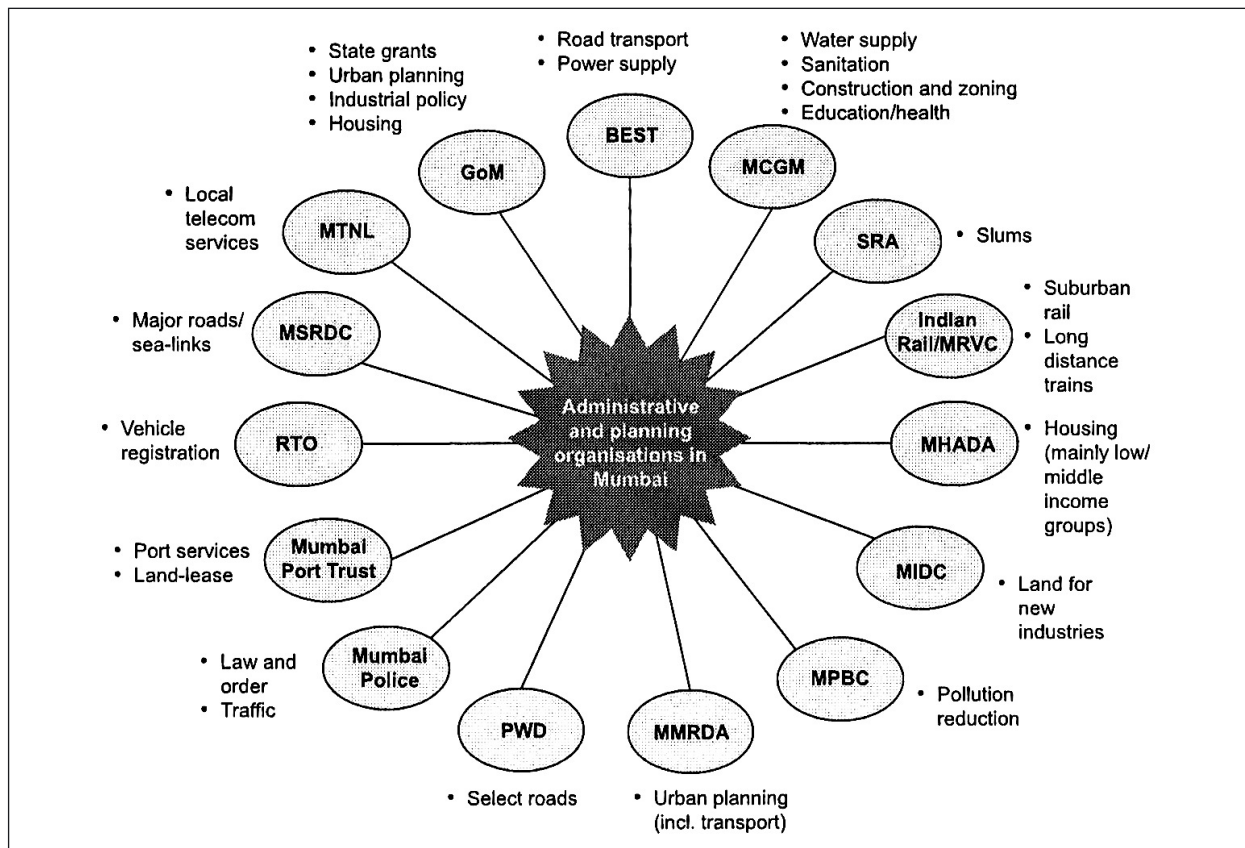 • State grants
• Urban planning
• Industrial policy
• Housing
GoM
• Road transport
• Power supply
BEST
• Water supply
• Sanitation
• Construction and zoning
• Education/health
MCGM
• Slums
SRA
• Suburban
rail
• Long
distance
trains
Indian
Rail/MRVC
• Housing
(mainly low/
middle
income
groups)
MHADA
• Land for
new
industries
MIDC
• Pollution
reduction
MPBC
• Urban planning
(incl. transport)
MMRDA
• Select roads
PWD
• Law and
order
• Traffic
Mumbai
Police
• Port services
• Land-lease
Mumbai
Port Trust
• Vehicle
registration
RTO
• Major roads/
sea-links
MSRDC
• Local
telecom
services
MTNL
Administrative
and planning
organisations in
Mumbai